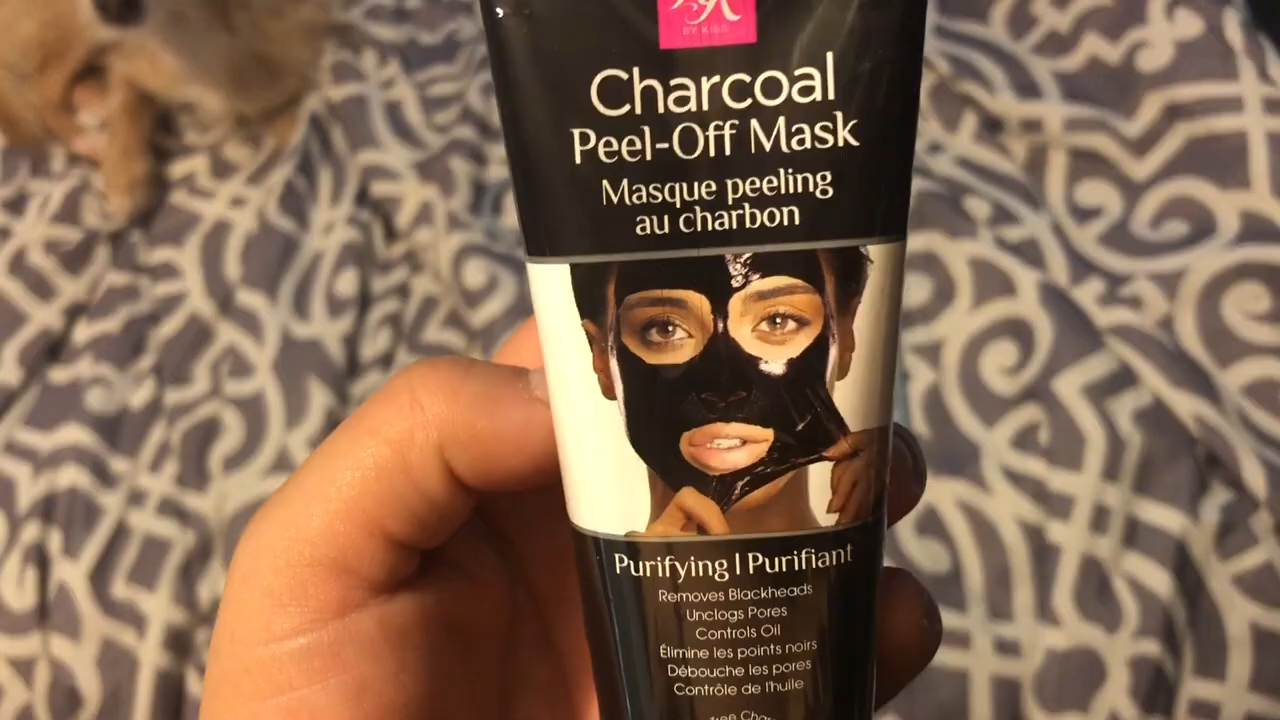 BY KISS
Charcoal
Peel-Off Mask
Masque peeling
au charbon
Purifying | Purifiant
Removes Blackheads
Unclogs Pores
Controls Oil
Élimine les points noirs
Débouche les pores
Contrôle de l'huile